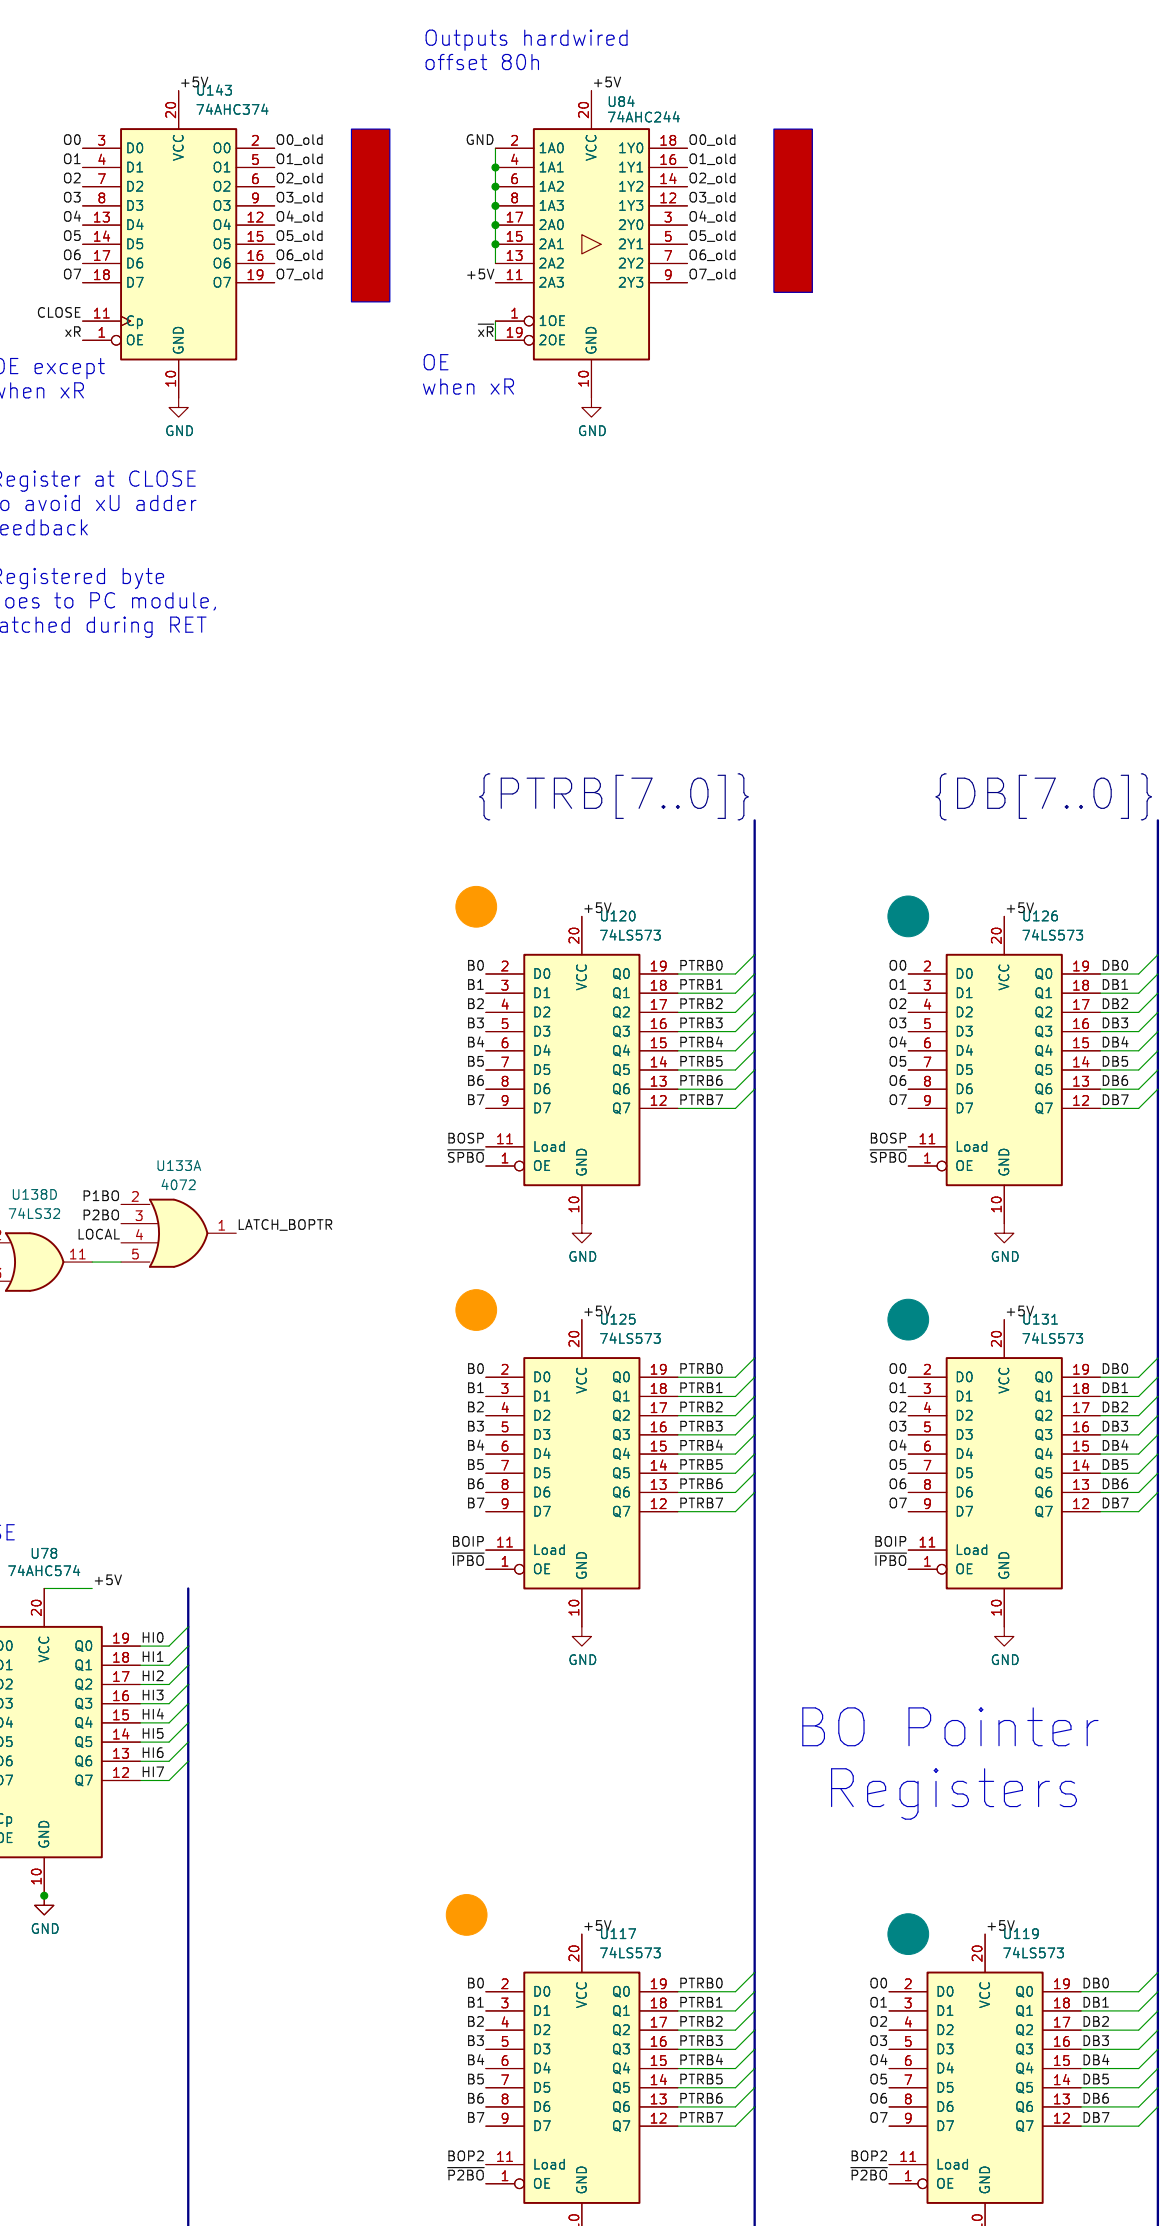 Outputs hardwired
offset 80h
+5V
U143
74AHC374
20
VCC
O0 3 D0 O0 2 O0_old
O1 4 D1 O1 5 O1_old
O2 7 D2 O2 6 O2_old
O3 8 D3 O3 9 O3_old
O4 13 D4 O4 12 O4_old
O5 14 D5 O5 15 O5_old
O6 17 D6 O6 16 O6_old
O7 18 D7 O7 19 O7_old
CLOSE 11 Cp
xR 1 OE
GND
10
GND
OE except
when xR
+5V
U84
74AHC244
20
VCC
GND 2 1A0 1Y0 18 O0_old
4 1A1 1Y1 16 O1_old
6 1A2 1Y2 14 O2_old
8 1A3 1Y3 12 O3_old
17 2A0 2Y0 3 O4_old
15 2A1 2Y1 5 O5_old
13 2A2 2Y2 7 O6_old
+5V 11 2A3 2Y3 9 O7_old
1 1OE
xR 19 2OE
GND
10
GND
OE
when xR
Register at CLOSE
o avoid xU adder
eedback
Registered byte
oes to PC module,
atched during RET
{PTRB[7..0]}
{DB[7..0]}
+5V
U120
74LS573
20
VCC
B0 2 D0 Q0 19 PTRB0
B1 3 D1 Q1 18 PTRB1
B2 4 D2 Q2 17 PTRB2
B3 5 D3 Q3 16 PTRB3
B4 6 D4 Q4 15 PTRB4
B5 7 D5 Q5 14 PTRB5
B6 8 D6 Q6 13 PTRB6
B7 9 D7 Q7 12 PTRB7
BOSP 11 Load
SPBO 1 OE
GND
10
GND
+5V
U126
74LS573
20
VCC
O0 2 D0 Q0 19 DB0
O1 3 D1 Q1 18 DB1
O2 4 D2 Q2 17 DB2
O3 5 D3 Q3 16 DB3
O4 6 D4 Q4 15 DB4
O5 7 D5 Q5 14 DB5
O6 8 D6 Q6 13 DB6
O7 9 D7 Q7 12 DB7
BOSP 11 Load
SPBO 1 OE
GND
10
GND
U138D
74LS32
11
U133A
4072
P1BO 2
P2BO 3
LOCAL 4
5
1 LATCH_BOPTR
+5V
U125
74LS573
20
VCC
B0 2 D0 Q0 19 PTRB0
B1 3 D1 Q1 18 PTRB1
B2 4 D2 Q2 17 PTRB2
B3 5 D3 Q3 16 PTRB3
B4 6 D4 Q4 15 PTRB4
B5 7 D5 Q5 14 PTRB5
B6 8 D6 Q6 13 PTRB6
B7 9 D7 Q7 12 PTRB7
BOIP 11 Load
IPBO 1 OE
GND
10
GND
+5V
U131
74LS573
20
VCC
O0 2 D0 Q0 19 DB0
O1 3 D1 Q1 18 DB1
O2 4 D2 Q2 17 DB2
O3 5 D3 Q3 16 DB3
O4 6 D4 Q4 15 DB4
O5 7 D5 Q5 14 DB5
O6 8 D6 Q6 13 DB6
O7 9 D7 Q7 12 DB7
BOIP 11 Load
IPBO 1 OE
GND
10
GND
SE
U78
74AHC574
+5V
20
VCC
D0 Q0 19 HI0
D1 Q1 18 HI1
D2 Q2 17 HI2
D3 Q3 16 HI3
D4 Q4 15 HI4
D5 Q5 14 HI5
D6 Q6 13 HI6
D7 Q7 12 HI7
Cp
OE
GND
10
GND
BO Pointer
Registers
+5V
U117
74LS573
20
VCC
B0 2 D0 Q0 19 PTRB0
B1 3 D1 Q1 18 PTRB1
B2 4 D2 Q2 17 PTRB2
B3 5 D3 Q3 16 PTRB3
B4 6 D4 Q4 15 PTRB4
B5 7 D5 Q5 14 PTRB5
B6 8 D6 Q6 13 PTRB6
B7 9 D7 Q7 12 PTRB7
BOP2 11 Load
P2BO 1 OE
GND
+5V
U119
74LS573
20
VCC
O0 2 D0 Q0 19 DB0
O1 3 D1 Q1 18 DB1
O2 4 D2 Q2 17 DB2
O3 5 D3 Q3 16 DB3
O4 6 D4 Q4 15 DB4
O5 7 D5 Q5 14 DB5
O6 8 D6 Q6 13 DB6
O7 9 D7 Q7 12 DB7
BOP2 11 Load
P2BO 1 OE
GND